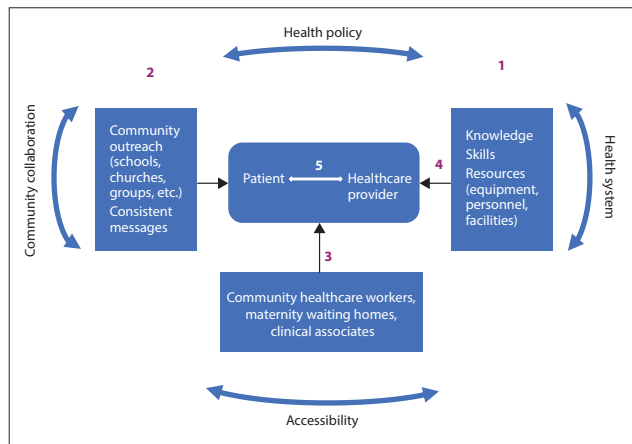 Health policy
2
1
Community collaboration
Community
outreach
(schools,
churches,
groups, etc.)
Consistent
messages
5
Patient
Healthcare
provider
4
Knowledge
Skills
Resources
(equipment,
personnel,
facilities)
Health system
3
Community healthcare workers,
maternity waiting homes,
clinical associates
Accessibility